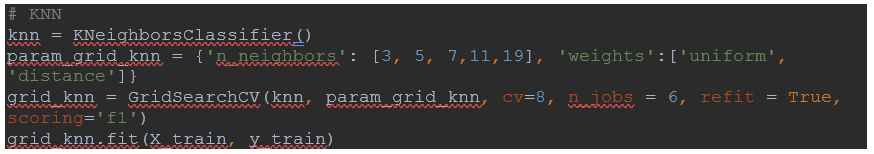 # KNN
knn = KNeighborsClassifier()
param_grid_knn = {'n_neighbors': [3, 5, 7,11,19], 'weights':['uniform',
'distance']}
grid_knn = GridSearchCV(knn, param_grid_knn, cv=8, n_jobs = 6, refit = True,
scoring='f1')
grid_knn.fit(X_train, y_train)